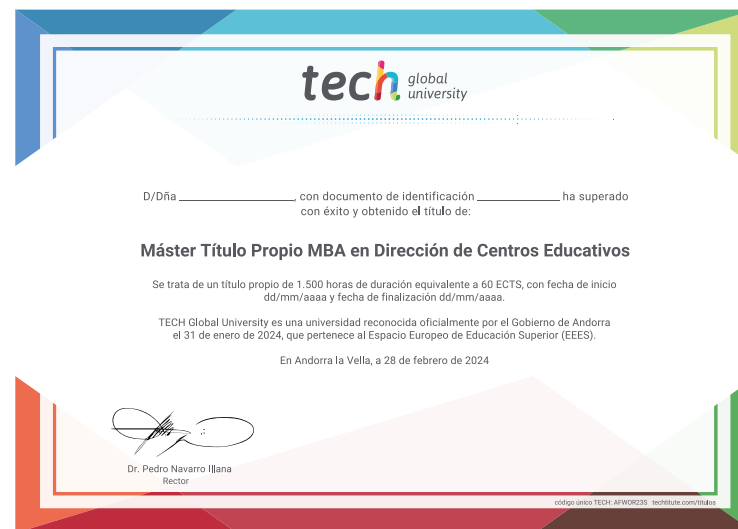 tech global
university
D/Dña ____________________, con documento de identificación ______________ ha superado
con éxito y obtenido el título de:
Máster Título Propio MBA en Dirección de Centros Educativos
Se trata de un título propio de 1.500 horas de duración equivalente a 60 ECTS, con fecha de inicio
dd/mm/aaaa y fecha de finalización dd/mm/aaaa.
TECH Global University es una universidad reconocida oficialmente por el Gobierno de Andorra
el 31 de enero de 2024, que pertenece al Espacio Europeo de Educación Superior (EEES).
En Andorra la Vella, a 28 de febrero de 2024
Dr. Pedro Navarro Illana
Rector
código único TECH: AFWOR23S techtitute.com/titulos